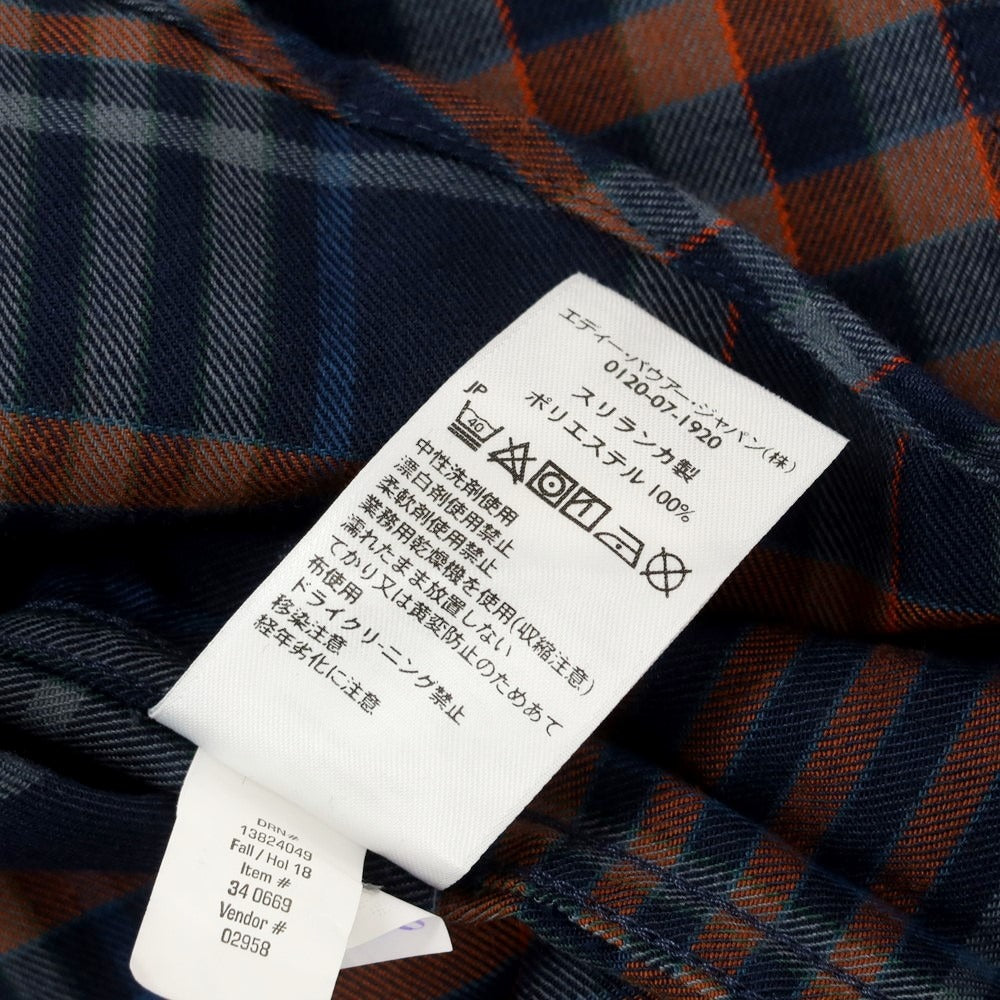 エディー・バウアー・ジャパン(株)
0120-07-1920
スリランカ製
ポリエステル 100%
JP
40
中性洗剤使用
漂白剤使用禁止
柔軟剤使用禁止
業務用乾燥機を使用(収縮注意)
濡れたまま放置しない
てかり又は黄変防止のためあて
布使用
ドライクリーニング禁止
移染注意
経年劣化に注意
DRN#
13824049
Fall / Hol 18
Item #
34 0669
Vendor #
02958